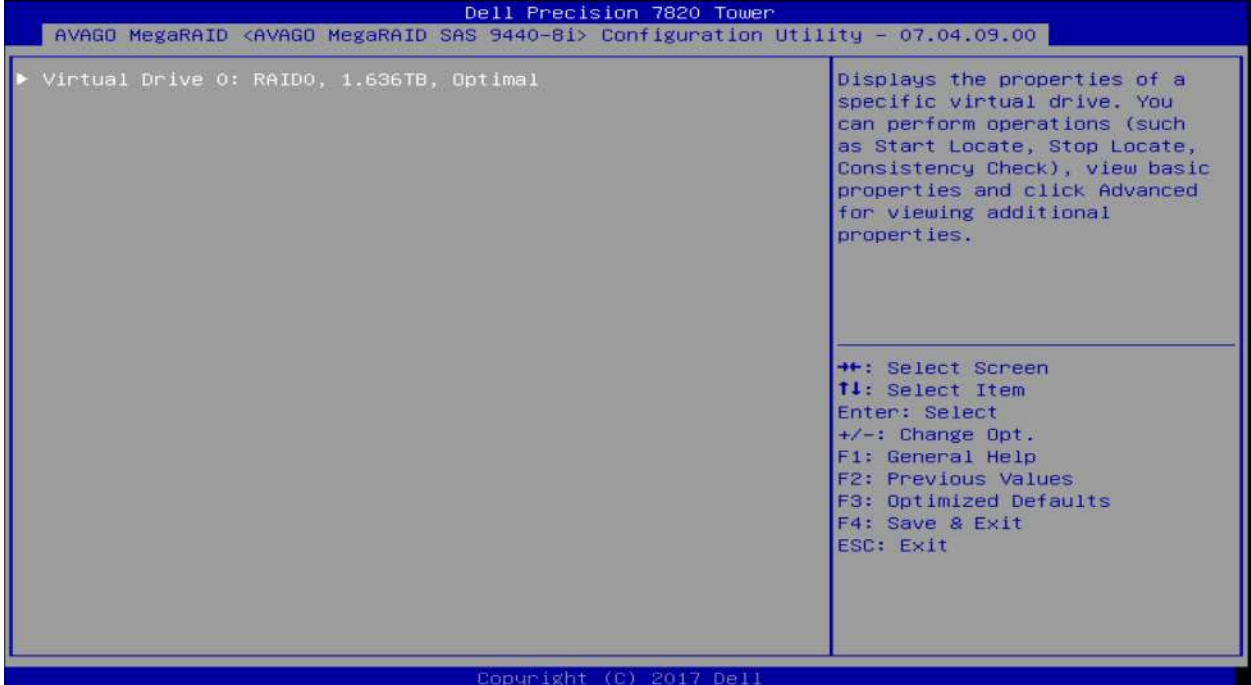 Dell Precision 7820 Tower
AVAGO MegaRAID <AVAGO MegaRAID SAS 9440-8i> Configuration Utility - 07.04.09.00
▶ Virtual Drive 0: RAID0, 1.636TB, Optimal
Displays the properties of a
specific virtual drive. You
can perform operations (such
as Start Locate, Stop Locate,
Consistency Check), view basic
properties and click Advanced
for viewing additional
properties.
→←: Select Screen
↑↓: Select Item
Enter: Select
+/-: Change Opt.
F1: General Help
F2: Previous Values
F3: Optimized Defaults
F4: Save & Exit
ESC: Exit
Copyright (C) 2017 Dell